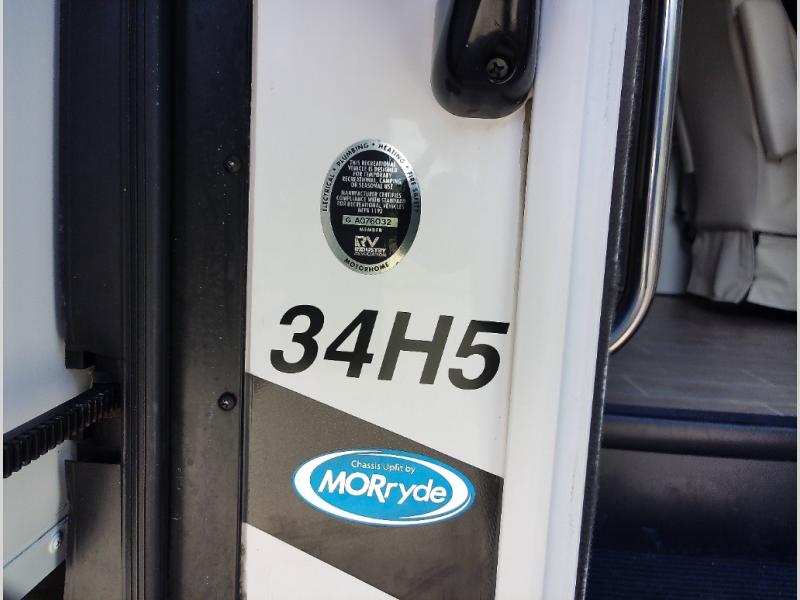 ELECTRICAL • PLUMBING • HEATING • FIRE SAFETY
THIS RECREATIONAL
VEHICLE IS DESIGNED
FOR TEMPORARY
RECREATIONAL, CAMPING
OR SEASONAL USE
MANUFACTURER CERTIFIES
COMPLIANCE WITH STANDARD
FOR RECREATIONAL VEHICLES
NFPA 1192
G A076032
MEMBER
RV
INDUSTRY
ASSOCIATION
MOTORHOME
34H5
Chassis Upfit by
MORryde